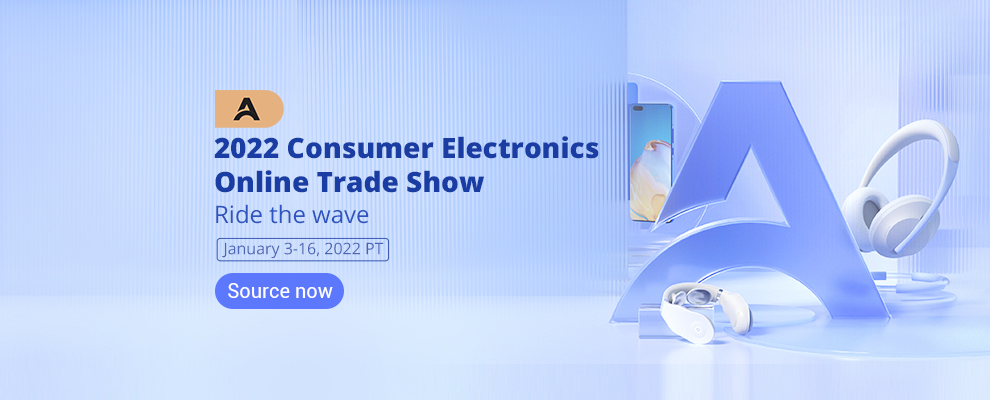 A
2022 Consumer Electronics
Online Trade Show
Ride the wave
January 3-16, 2022 PT
Source now
A